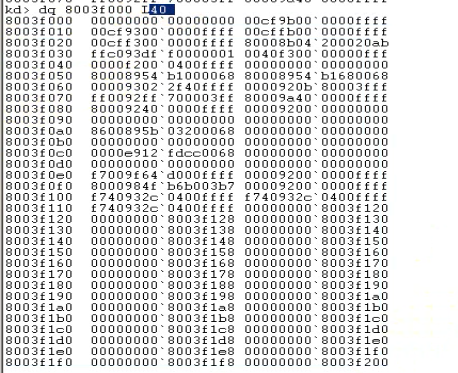 kd> dq 8003f000 L40
8003f000 00000000`00000000 00cf9b00`0000ffff
8003f010 00cf9300`0000ffff 00cffb00`0000ffff
8003f020 00cff300`0000ffff 80008b04`200020ab
8003f030 ffc093df`f0000001 0040f300`00000fff
8003f040 0000f200`0400ffff 00000000`00000000
8003f050 80008954`b1000068 80008954`b1680068
8003f060 00009302`2f40ffff 0000920b`80003fff
8003f070 ff0092ff`700003ff 80009a40`0000ffff
8003f080 80009240`0000ffff 00009200`00000000
8003f090 00000000`00000000 00000000`00000000
8003f0a0 8600895b`03200068 00000000`00000000
8003f0b0 00000000`00000000 00000000`00000000
8003f0c0 0000e912`fdcc0068 00000000`00000000
8003f0d0 00000000`00000000 00000000`00000000
8003f0e0 f7009f64`d000ffff 00009200`0000ffff
8003f0f0 8000984f`b6b003b7 00009200`0000ffff
8003f100 f740932c`0400ffff f740932c`0400ffff
8003f110 f740932c`0400ffff 00000000`8003f120
8003f120 00000000`8003f128 00000000`8003f130
8003f130 00000000`8003f138 00000000`8003f140
8003f140 00000000`8003f148 00000000`8003f150
8003f150 00000000`8003f158 00000000`8003f160
8003f160 00000000`8003f168 00000000`8003f170
8003f170 00000000`8003f178 00000000`8003f180
8003f180 00000000`8003f188 00000000`8003f190
8003f190 00000000`8003f198 00000000`8003f1a0
8003f1a0 00000000`8003f1a8 00000000`8003f1b0
8003f1b0 00000000`8003f1b8 00000000`8003f1c0
8003f1c0 00000000`8003f1c8 00000000`8003f1d0
8003f1d0 00000000`8003f1d8 00000000`8003f1e0
8003f1e0 00000000`8003f1e8 00000000`8003f1f0
8003f1f0 00000000`8003f1f8 00000000`8003f200